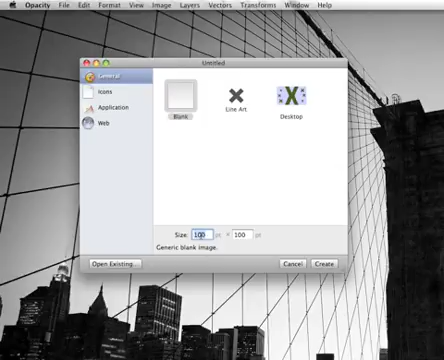 Opacity File Edit Format View Image Layers Vectors Transforms Window Help
Untitled
General
Icons
Application
Web
Blank
Line Art
Desktop
Size: 100 pt × 100 pt
Generic blank image.
Open Existing... Cancel Create